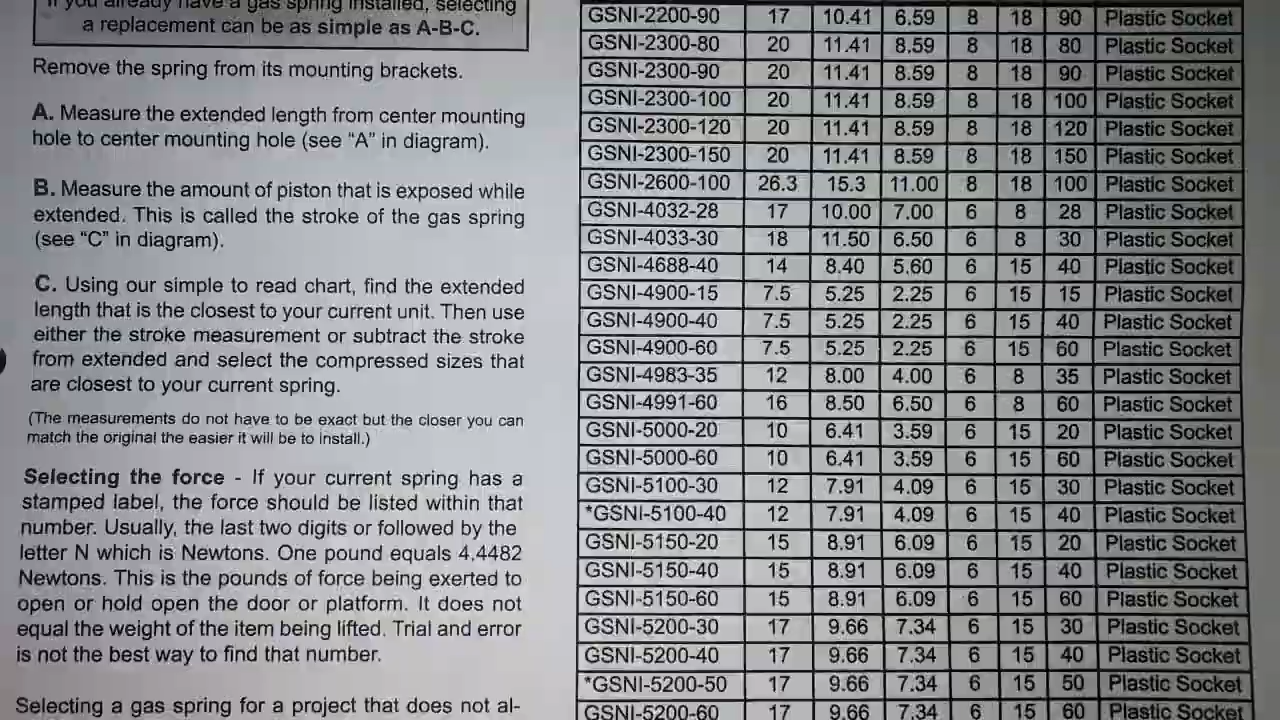 If you already have a gas spring installed, selecting
a replacement can be as simple as A-B-C.
Remove the spring from its mounting brackets.
A. Measure the extended length from center mounting
hole to center mounting hole (see “A” in diagram).
B. Measure the amount of piston that is exposed while
extended. This is called the stroke of the gas spring
(see “C” in diagram).
C. Using our simple to read chart, find the extended
length that is the closest to your current unit. Then use
either the stroke measurement or subtract the stroke
from extended and select the compressed sizes that
are closest to your current spring.
(The measurements do not have to be exact but the closer you can
match the original the easier it will be to install.)
Selecting the force - If your current spring has a
stamped label, the force should be listed within that
number. Usually, the last two digits or followed by the
letter N which is Newtons. One pound equals 4.4482
Newtons. This is the pounds of force being exerted to
open or hold open the door or platform. It does not
equal the weight of the item being lifted. Trial and error
is not the best way to find that number.
Selecting a gas spring for a project that does not al-
GSNI-2200-90 17 10.41 6.59 8 18 90 Plastic Socket
GSNI-2300-80 20 11.41 8.59 8 18 80 Plastic Socket
GSNI-2300-90 20 11.41 8.59 8 18 90 Plastic Socket
GSNI-2300-100 20 11.41 8.59 8 18 100 Plastic Socket
GSNI-2300-120 20 11.41 8.59 8 18 120 Plastic Socket
GSNI-2300-150 20 11.41 8.59 8 18 150 Plastic Socket
GSNI-2600-100 26.3 15.3 11.00 8 18 100 Plastic Socket
GSNI-4032-28 17 10.00 7.00 6 8 28 Plastic Socket
GSNI-4033-30 18 11.50 6.50 6 8 30 Plastic Socket
GSNI-4688-40 14 8.40 5.60 6 15 40 Plastic Socket
GSNI-4900-15 7.5 5.25 2.25 6 15 15 Plastic Socket
GSNI-4900-40 7.5 5.25 2.25 6 15 40 Plastic Socket
GSNI-4900-60 7.5 5.25 2.25 6 15 60 Plastic Socket
GSNI-4983-35 12 8.00 4.00 6 8 35 Plastic Socket
GSNI-4991-60 16 8.50 6.50 6 8 60 Plastic Socket
GSNI-5000-20 10 6.41 3.59 6 15 20 Plastic Socket
GSNI-5000-60 10 6.41 3.59 6 15 60 Plastic Socket
GSNI-5100-30 12 7.91 4.09 6 15 30 Plastic Socket
*GSNI-5100-40 12 7.91 4.09 6 15 40 Plastic Socket
GSNI-5150-20 15 8.91 6.09 6 15 20 Plastic Socket
GSNI-5150-40 15 8.91 6.09 6 15 40 Plastic Socket
GSNI-5150-60 15 8.91 6.09 6 15 60 Plastic Socket
GSNI-5200-30 17 9.66 7.34 6 15 30 Plastic Socket
GSNI-5200-40 17 9.66 7.34 6 15 40 Plastic Socket
*GSNI-5200-50 17 9.66 7.34 6 15 50 Plastic Socket
GSNI-5200-60 17 9.66 7.34 6 15 60 Plastic Socket